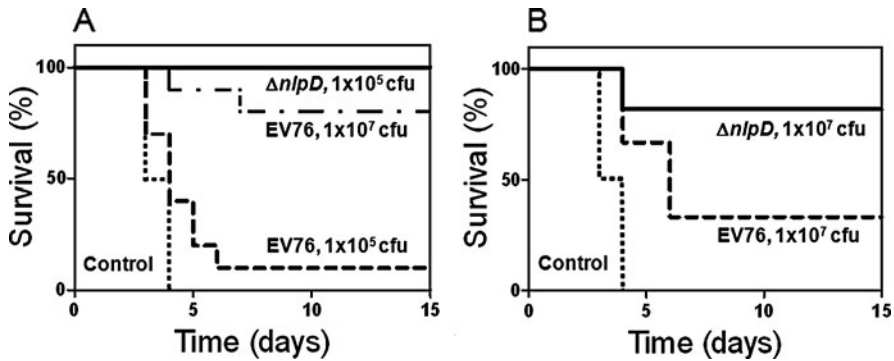 A
Survival (%)
100
50
0
ΔnlpD, 1x10⁵ cfu
EV76, 1x10⁷ cfu
EV76, 1x10⁵ cfu
Control
0
5
10
15
Time (days)
B
Survival (%)
100
50
0
ΔnlpD, 1x10⁷ cfu
EV76, 1x10⁷ cfu
Control
0
5
10
15
Time (days)